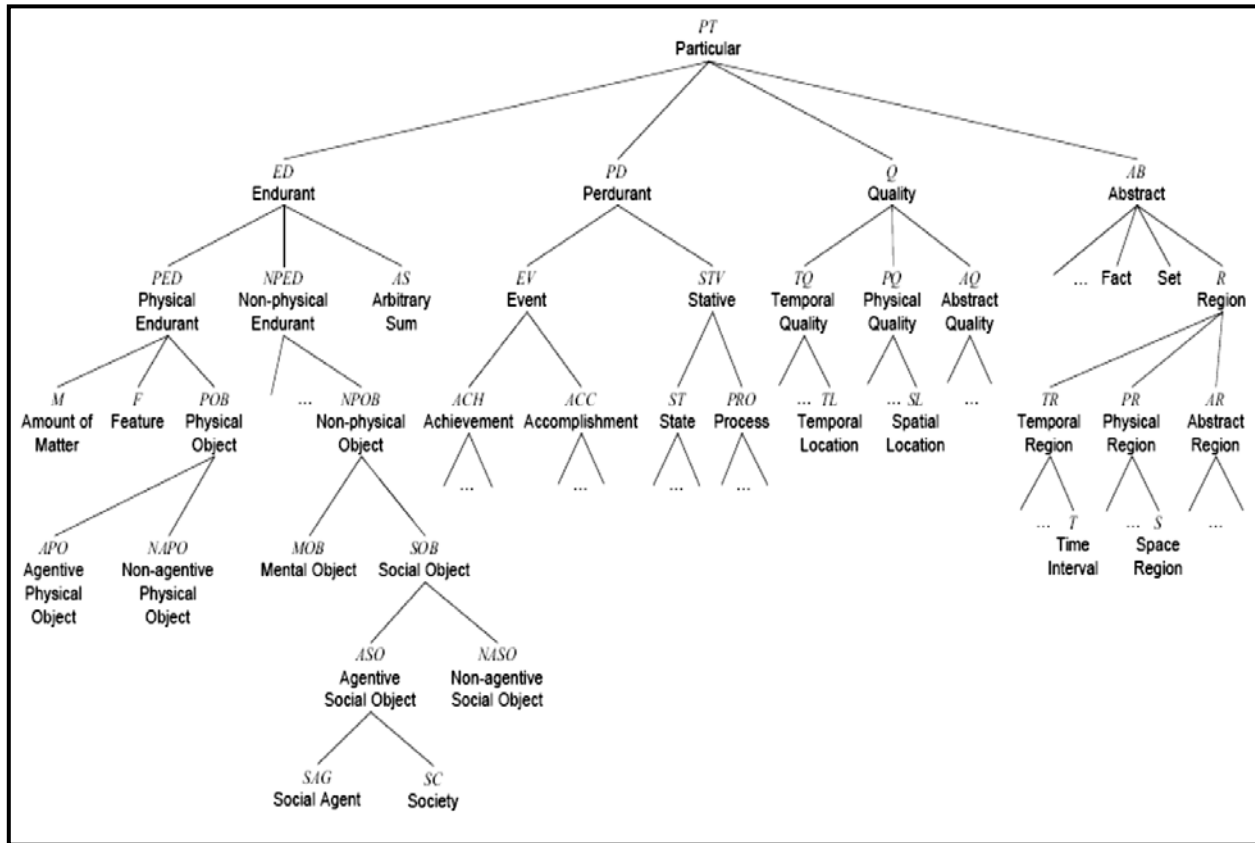 PT
Particular
ED PD Q AB
Endurant Perdurant Quality Abstract
PED NPED AS EV STV TQ PQ AQ ... Fact Set R
Physical Non-physical Arbitrary Event Stative Temporal Physical Abstract Region
Endurant Endurant Sum Quality Quality Quality
M F POB ... NPOB ACH ACC ST PRO ... TL ... SL ... TR PR AR
Amount of Feature Physical Non-physical Achievement Accomplishment State Process Temporal Spatial Temporal Physical Abstract
Matter Object Object Location Location Region Region Region
... ... ... ...
... T ... S ...
APO NAPO MOB SOB Time Space
Agentive Non-agentive Mental Object Social Object Interval Region
Physical Physical
Object Object
ASO NASO
Agentive Non-agentive
Social Object Social Object
SAG SC
Social Agent Society